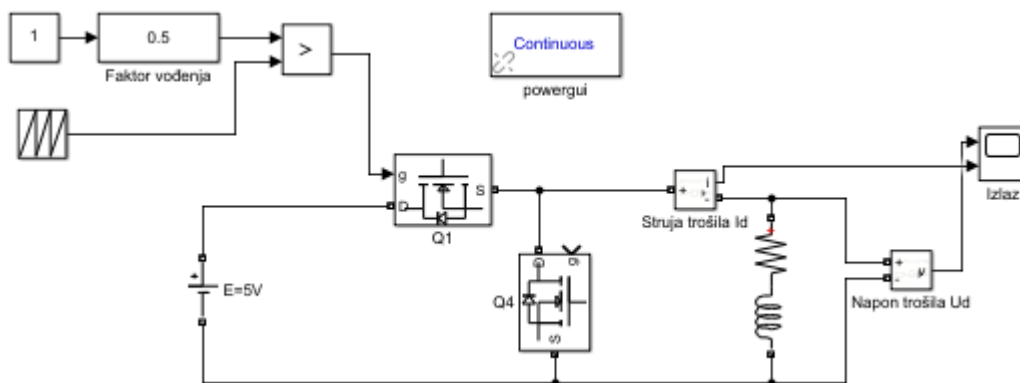 1
0.5
>
Faktor vođenja
Continuous
powergui
g
D
S
Q1
+
i
-
Struja trošila Id
Izlaz
E=5V
+
Q4
D
g
S
+
-
v
Napon trošila Ud